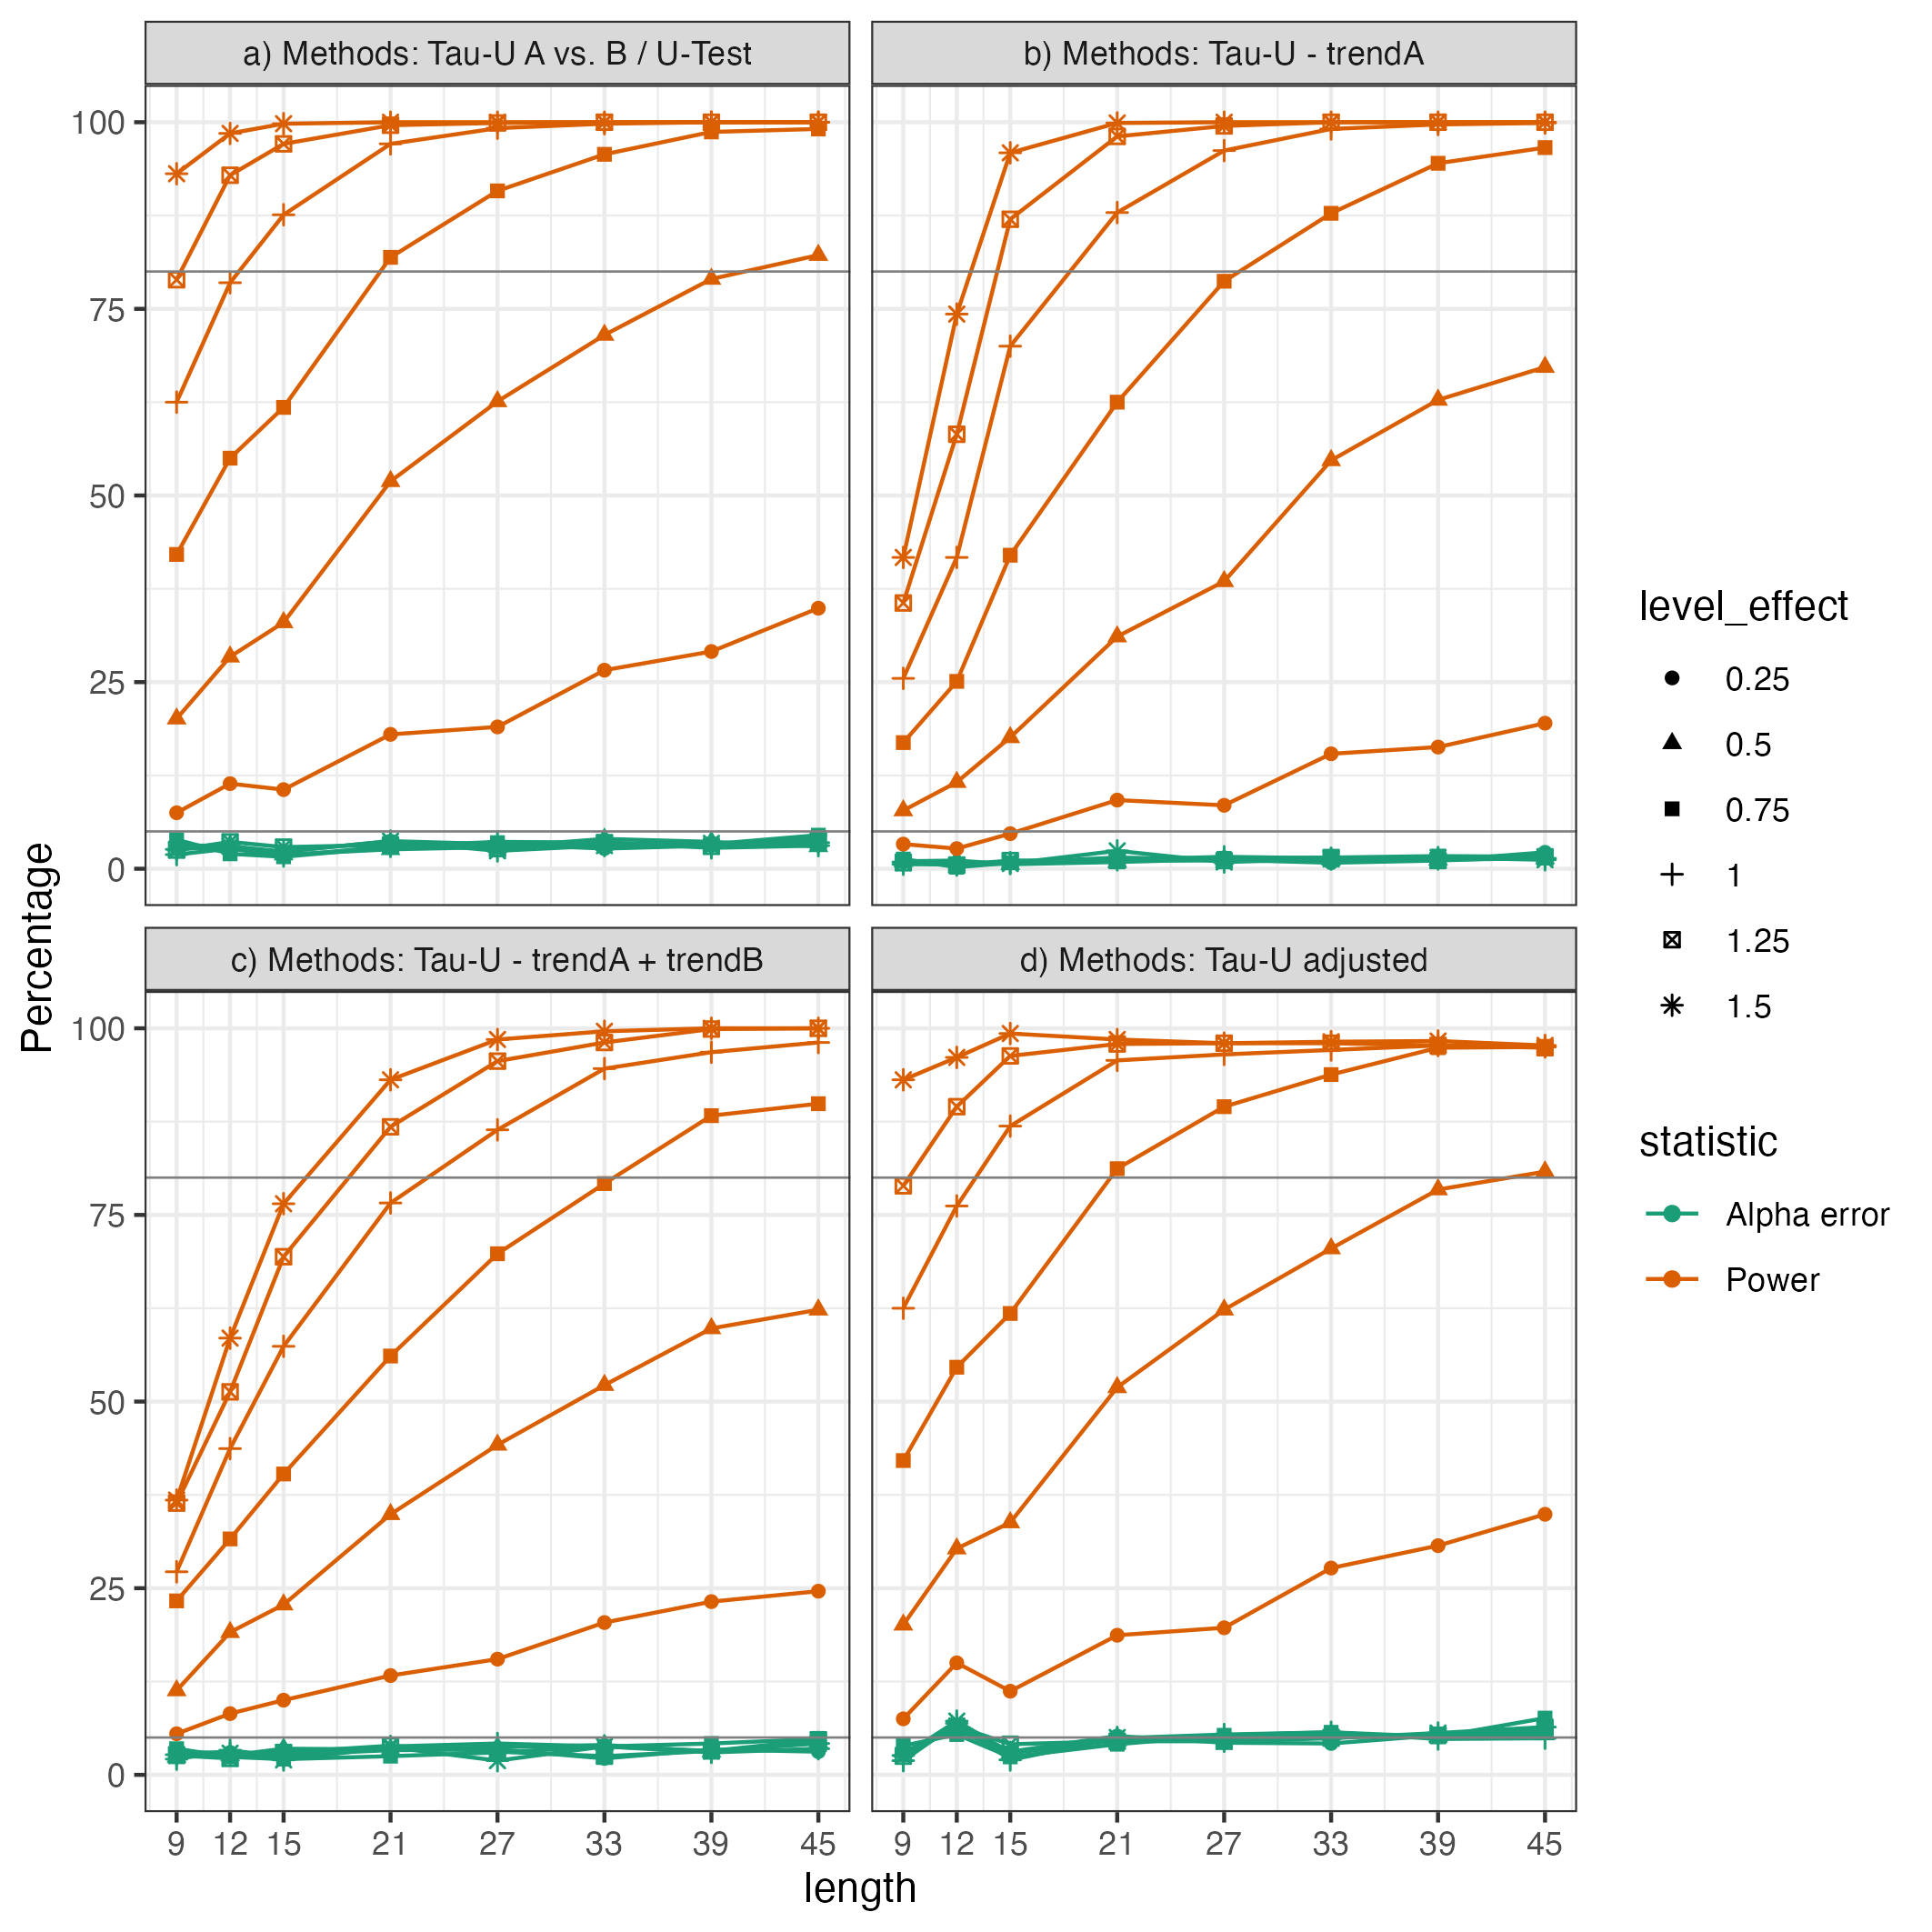 a) Methods: Tau-U A vs. B / U-Test
b) Methods: Tau-U - trendA
100
75
50
25
0
c) Methods: Tau-U - trendA + trendB
d) Methods: Tau-U adjusted
100
75
50
25
0
9 12 15 21 27 33 39 45
9 12 15 21 27 33 39 45
length
Percentage
level_effect
0.25
0.5
0.75
1
1.25
1.5
statistic
Alpha error
Power